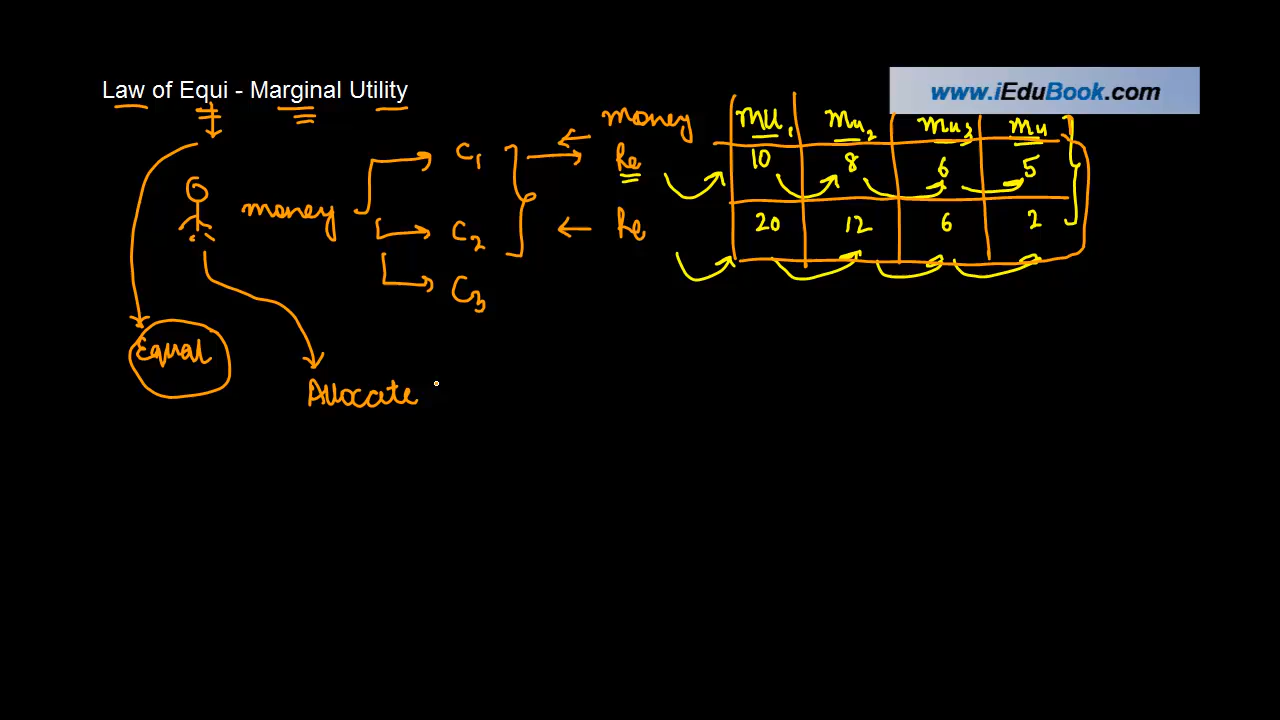 Law of Equi - Marginal Utility
www.iEduBook.com
money MU1 Mu2 Mu3 Mu
C1 Re 10 8 6 5
money
C2 Re 20 12 6 2
C3
Equal
Allocate